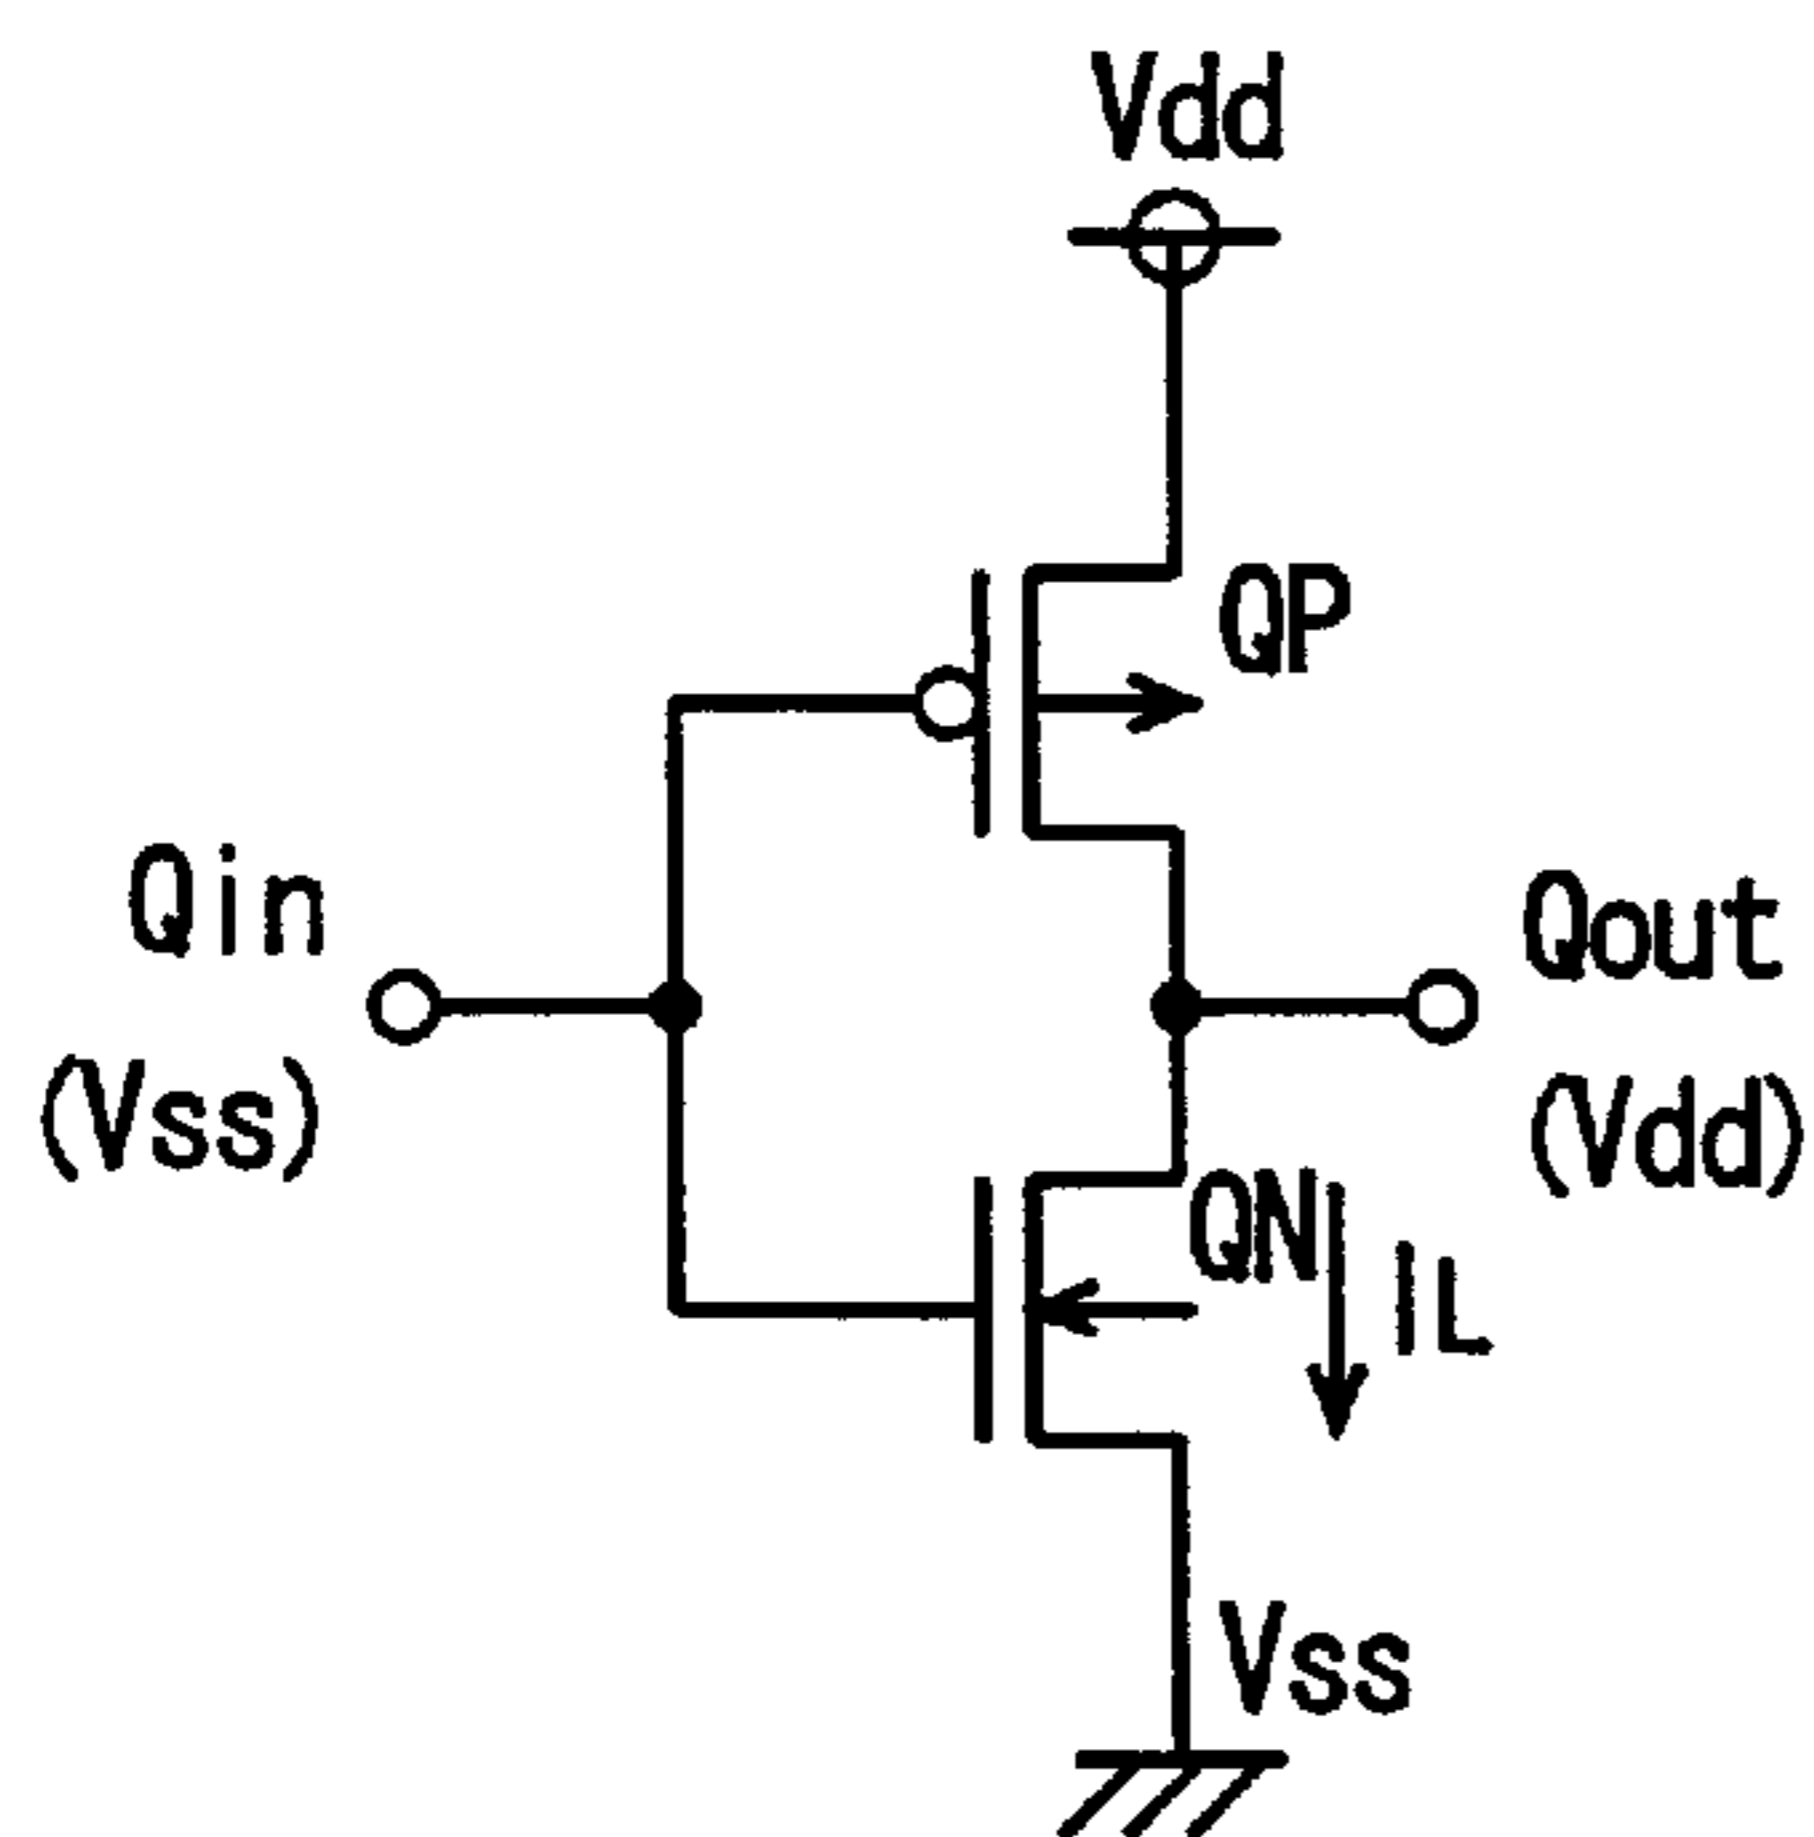 Vdd
QP
Qin
Qout
(Vss)
(Vdd)
QN
IL
Vss